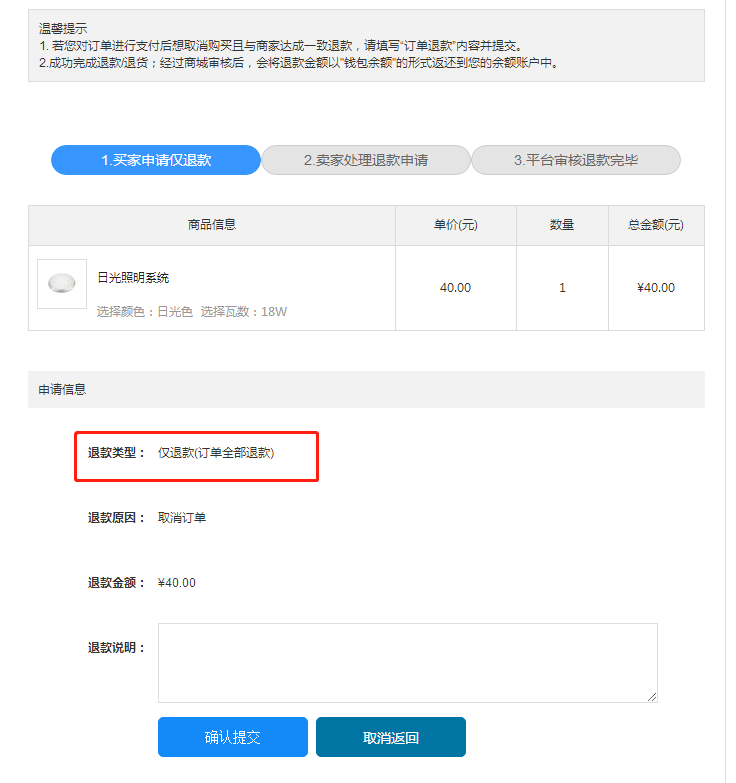 温馨提示
1. 若您对订单进行支付后想取消购买且与商家达成一致退款，请填写“订单退款”内容并提交。
2.成功完成退款/退货；经过商城审核后，会将退款金额以"钱包余额"的形式返还到您的余额账户中。
1.买家申请仅退款 2.卖家处理退款申请 3.平台审核退款完毕
商品信息 单价(元) 数量 总金额(元)
日光照明系统
40.00 1 ¥40.00
选择颜色：日光色 选择瓦数：18W
申请信息
退款类型： 仅退款(订单全部退款)
退款原因： 取消订单
退款金额： ¥40.00
退款说明：
确认提交 取消返回